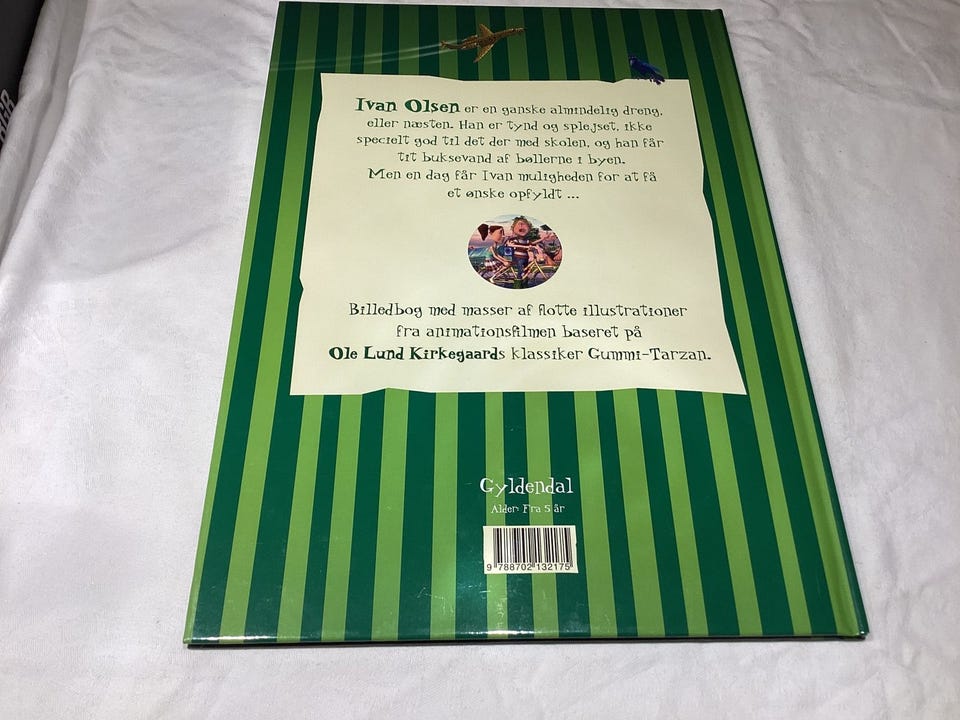 Ivan Olsen er en ganske almindelig dreng,
eller næsten. Han er tynd og splejset, ikke
specielt god til det der med skolen, og han får
tit buksevand af bøllerne i byen.
Men en dag får Ivan muligheden for at få
et ønske opfyldt ...
Billedbog med masser af flotte illustrationer
fra animationsfilmen baseret på
Ole Lund Kirkegaards klassiker Gummi-Tarzan.
Gyldendal
Alder: Fra 5 år
9 788702 132175